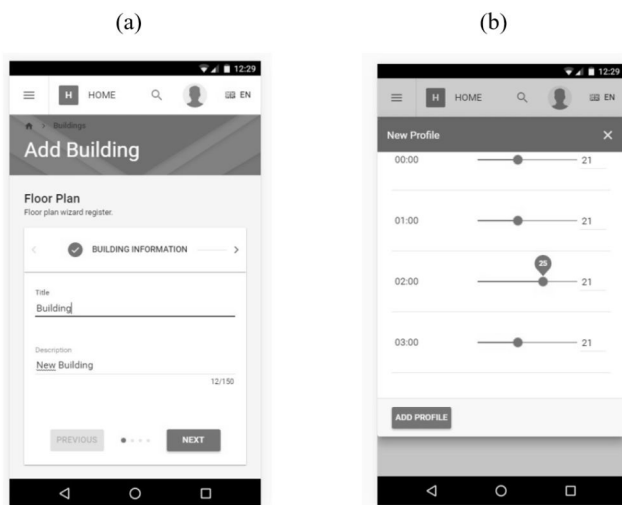 (a)
12:29
H HOME EN
> Buildings
Add Building
Floor Plan
Floor plan wizard register.
< BUILDING INFORMATION >
Title
Building
Description
New Building
12/150
PREVIOUS NEXT
(b)
12:29
H HOME EN
New Profile ×
00:00 21
01:00 21
25
02:00 21
03:00 21
ADD PROFILE